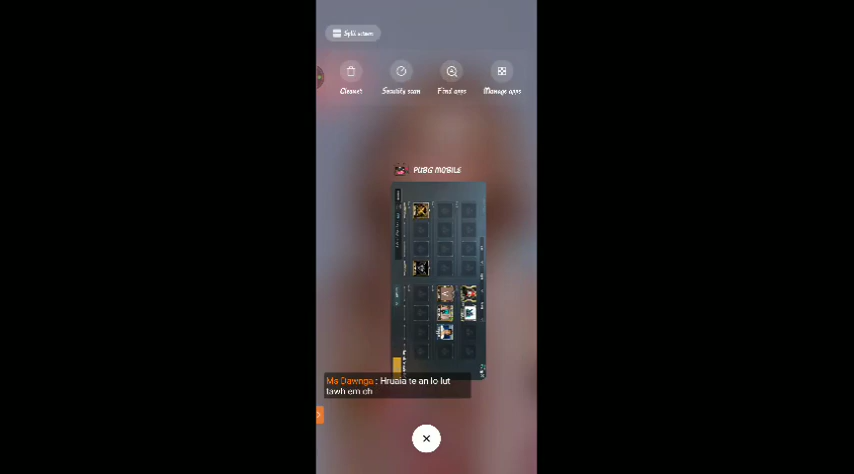 Split screen
Cleaner
Security scan
Find apps
Manage apps
PUBG MOBILE
Ms Dawnga : Hruaia te an lo lut
tawh em ch